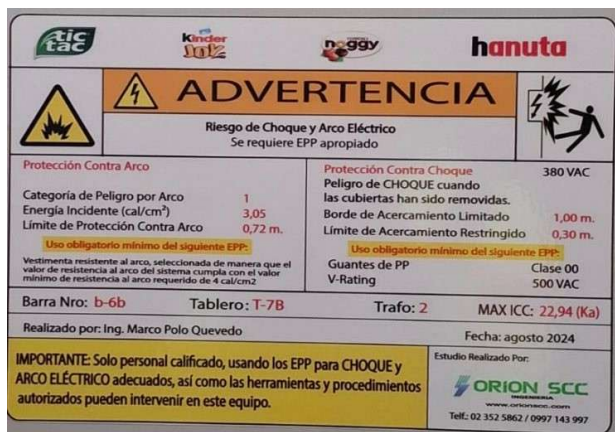 tic tac
Kinder Joy
noggy
hanuta
ADVERTENCIA
Riesgo de Choque y Arco Eléctrico
Se requiere EPP apropiado
Protección Contra Arco
Categoría de Peligro por Arco 1
Energía Incidente (cal/cm²) 3,05
Límite de Protección Contra Arco 0,72 m.
Uso obligatorio mínimo del siguiente EPP:
Vestimenta resistente al arco, seleccionada de manera que el
valor de resistencia al arco del sistema cumpla con el valor
mínimo de resistencia al arco requerido de 4 cal/cm2
Protección Contra Choque 380 VAC
Peligro de CHOQUE cuando
las cubiertas han sido removidas.
Borde de Acercamiento Limitado 1,00 m.
Límite de Acercamiento Restringido 0,30 m.
Uso obligatorio mínimo del siguiente EPP:
Guantes de PP Clase 00
V-Rating 500 VAC
Barra Nro: b-6b Tablero: T-7B Trafo: 2 MAX ICC: 22,94 (Ka)
Realizado por: Ing. Marco Polo Quevedo Fecha: agosto 2024
IMPORTANTE: Solo personal calificado, usando los EPP para CHOQUE y
ARCO ELÉCTRICO adecuados, así como las herramientas y procedimientos
autorizados pueden intervenir en este equipo.
Estudio Realizado Por:
ORION SCC
INGENIERIA
www.orionscc.com
Telf.: 02 352 5862 / 0997 143 997